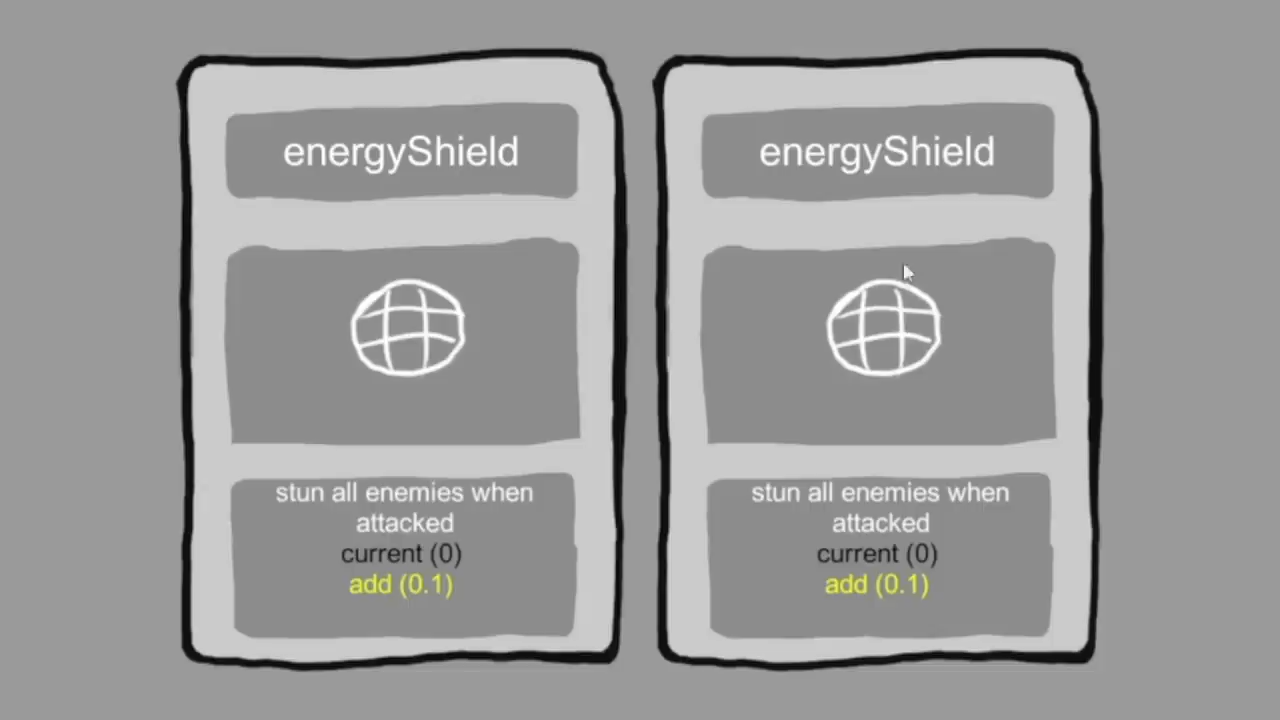 energyShield
stun all enemies when
attacked
current (0)
add (0.1)
energyShield
stun all enemies when
attacked
current (0)
add (0.1)